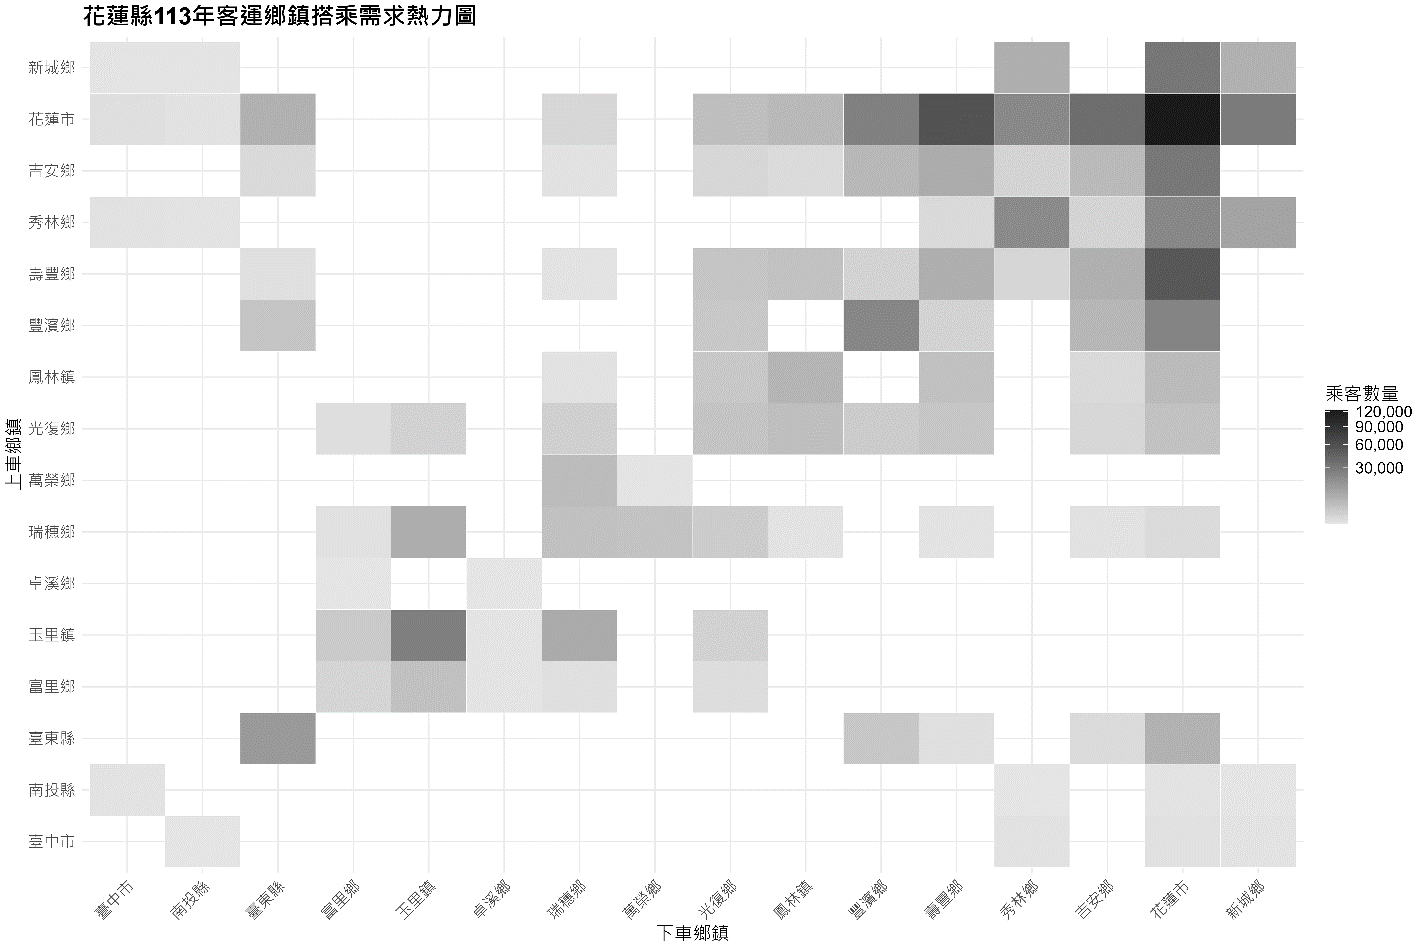 花蓮縣113年客運鄉鎮搭乘需求熱力圖
上車鄉鎮
新城鄉
花蓮市
吉安鄉
秀林鄉
壽豐鄉
豐濱鄉
鳳林鎮
光復鄉
萬榮鄉
瑞穗鄉
卓溪鄉
玉里鎮
富里鄉
臺東縣
南投縣
臺中市
臺中市
南投縣
臺東縣
富里鄉
玉里鎮
卓溪鄉
瑞穗鄉
萬榮鄉
光復鄉
鳳林鎮
豐濱鄉
壽豐鄉
秀林鄉
吉安鄉
花蓮市
新城鄉
下車鄉鎮
乘客數量
120,000
90,000
60,000
30,000